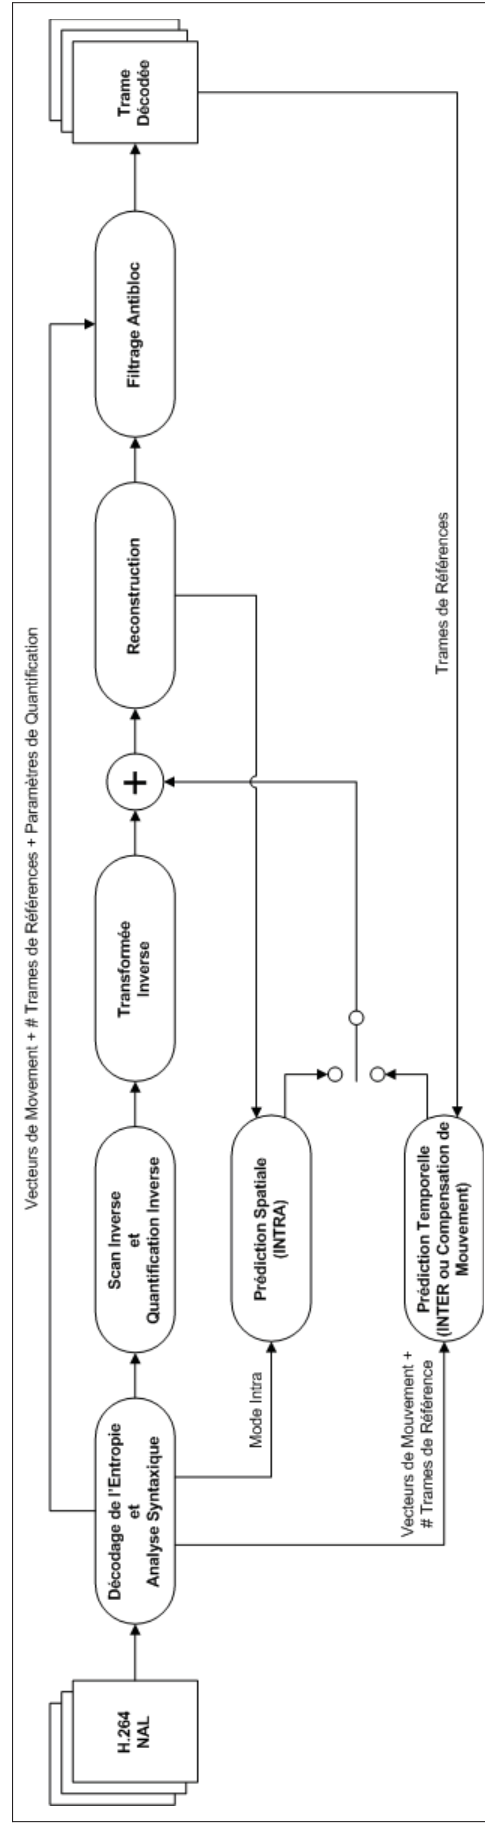 Vecteurs de Movement + # Trames de Références + Paramètres de Quantification
H.264
NAL
Décodage de l'Entropie
et
Analyse Syntaxique
Scan Inverse
et
Quantification Inverse
Transformée
Inverse
+
Reconstruction
Filtrage Antibloc
Trame
Décodée
Mode Intra
Prédiction Spatiale
(INTRA)
Vecteurs de Mouvement +
# Trames de Référence
Prédiction Temporelle
(INTER ou Compensation de
Mouvement)
Trames de Références